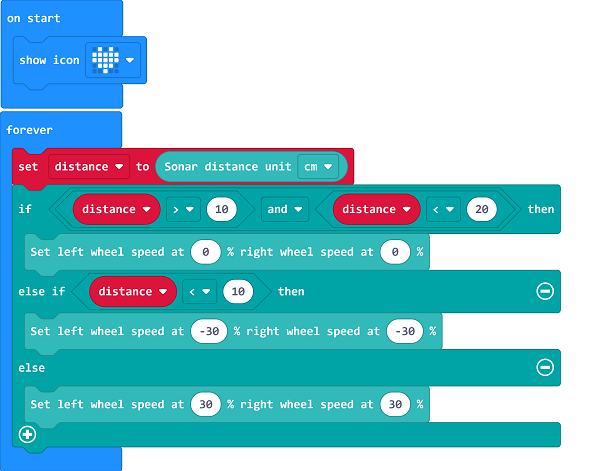 on start
show icon
forever
set distance to Sonar distance unit cm
if distance > 10 and distance < 20 then
Set left wheel speed at 0 % right wheel speed at 0 %
else if distance < 10 then
Set left wheel speed at -30 % right wheel speed at -30 %
else
Set left wheel speed at 30 % right wheel speed at 30 %